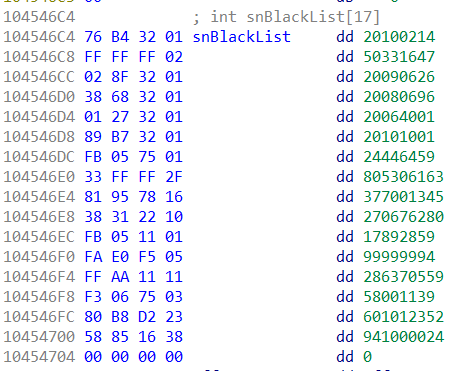 104546C4 ; int snBlackList[17]
104546C4 76 B4 32 01 snBlackList dd 20100214
104546C8 FF FF FF 02 dd 50331647
104546CC 02 8F 32 01 dd 20090626
104546D0 38 68 32 01 dd 20080696
104546D4 01 27 32 01 dd 20064001
104546D8 89 B7 32 01 dd 20101001
104546DC FB 05 75 01 dd 24446459
104546E0 33 FF FF 2F dd 805306163
104546E4 81 95 78 16 dd 377001345
104546E8 38 31 22 10 dd 270676280
104546EC FB 05 11 01 dd 17892859
104546F0 FA E0 F5 05 dd 99999994
104546F4 FF AA 11 11 dd 286370559
104546F8 F3 06 75 03 dd 58001139
104546FC 80 B8 D2 23 dd 601012352
10454700 58 85 16 38 dd 941000024
10454704 00 00 00 00 dd 0